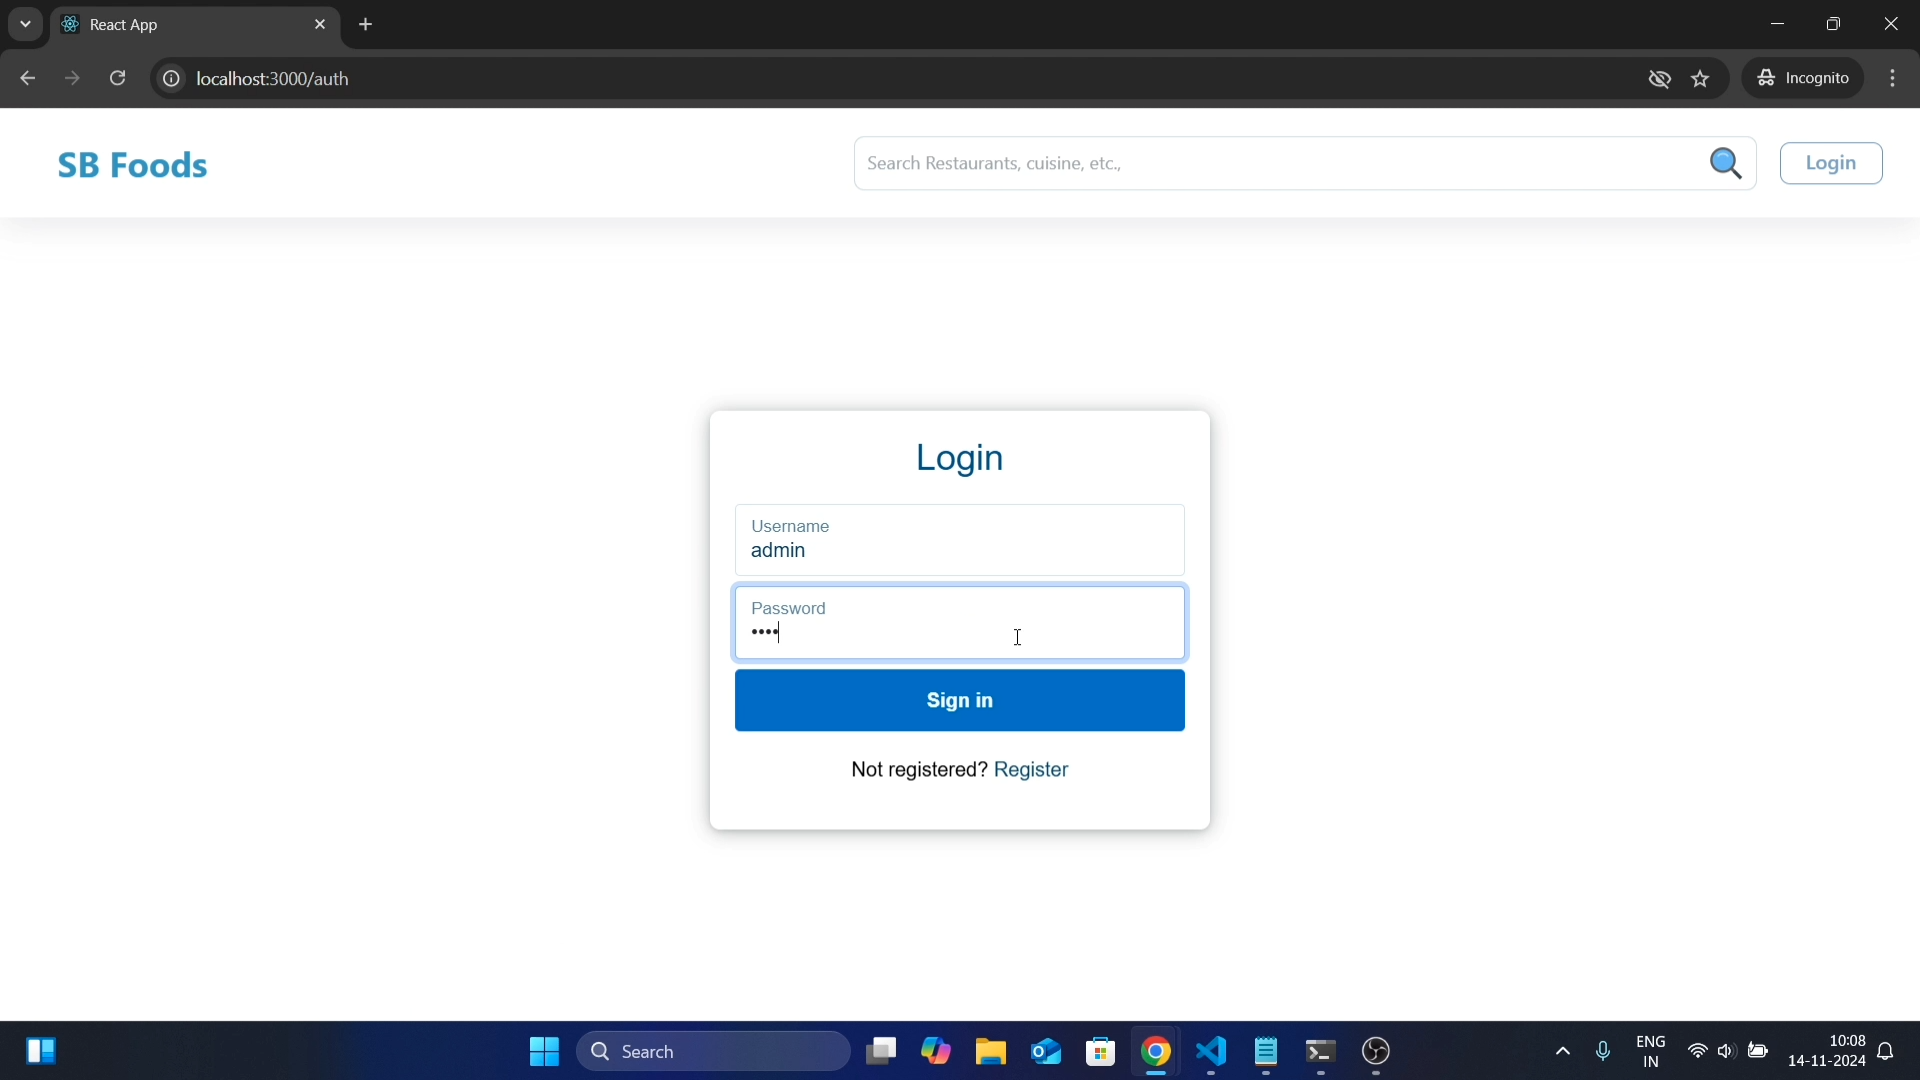 React App
localhost:3000/auth
Incognito
SB Foods
Search Restaurants, cuisine, etc.,
Login
Login
Username
admin
Password
••••
Sign in
Not registered? Register
Search
ENG
IN
10:08
14-11-2024